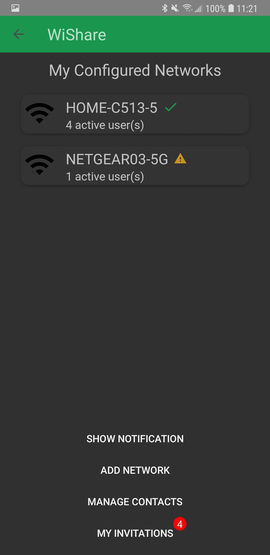 100% 11:21
WiShare
My Configured Networks
HOME-C513-5
4 active user(s)
NETGEAR03-5G
1 active user(s)
SHOW NOTIFICATION
ADD NETWORK
MANAGE CONTACTS
MY INVITATIONS 4